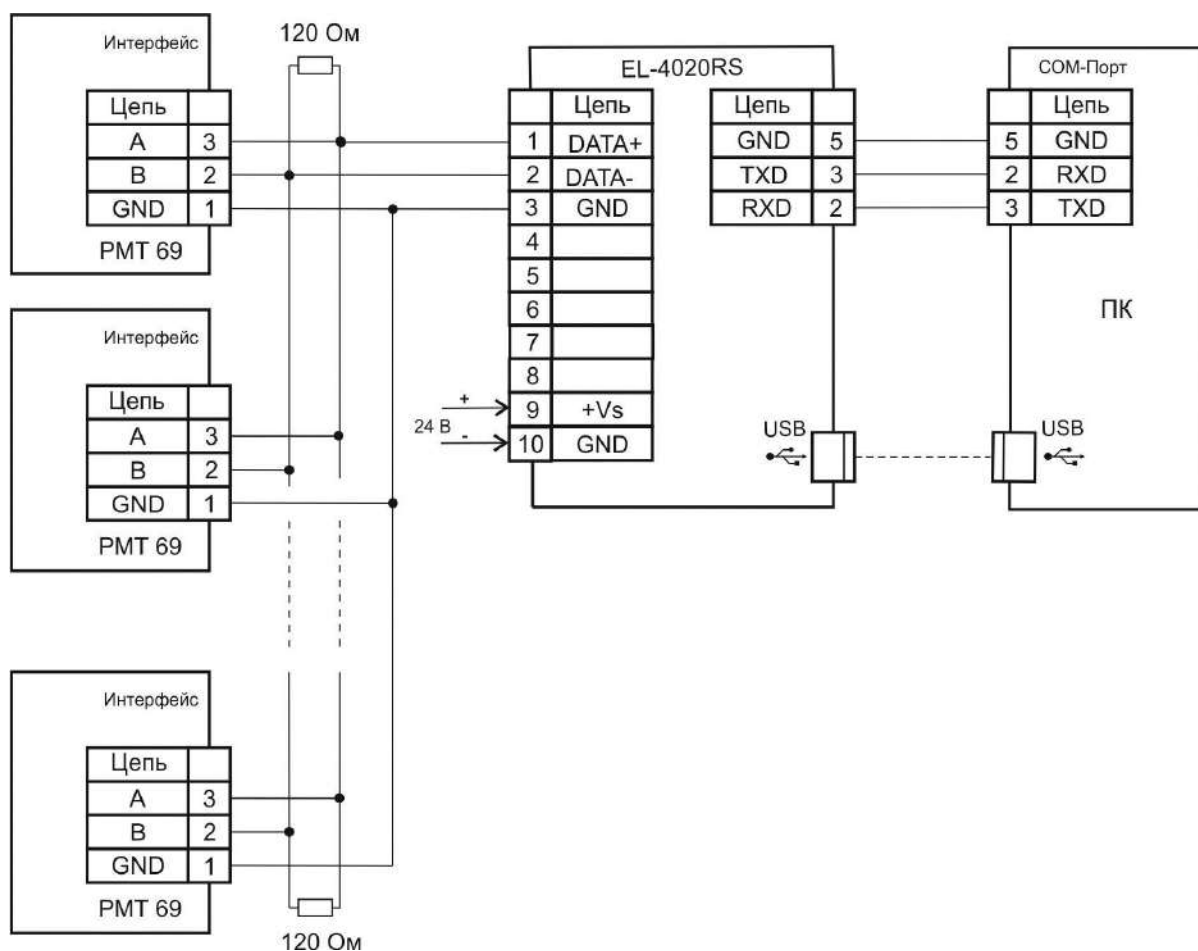 120 Ом
Интерфейс
Цепь
A 3
B 2
GND 1
РМТ 69
Интерфейс
Цепь
A 3
B 2
GND 1
РМТ 69
Интерфейс
Цепь
A 3
B 2
GND 1
РМТ 69
120 Ом
EL-4020RS
Цепь
1 DATA+
2 DATA-
3 GND
4
5
6
7
8
9 +Vs
10 GND
+
24 В
-
Цепь
GND 5
TXD 3
RXD 2
USB
COM-Порт
Цепь
5 GND
2 RXD
3 TXD
ПК
USB